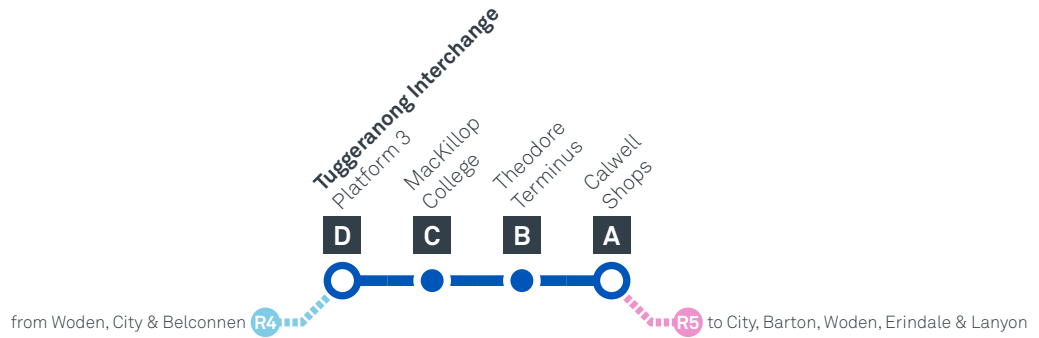 Tuggeranong Interchange
Platform 3
MacKillop
College
Theodore
Terminus
Calwell
Shops
D
C
B
A
from Woden, City & Belconnen R4
R5 to City, Barton, Woden, Erindale & Lanyon